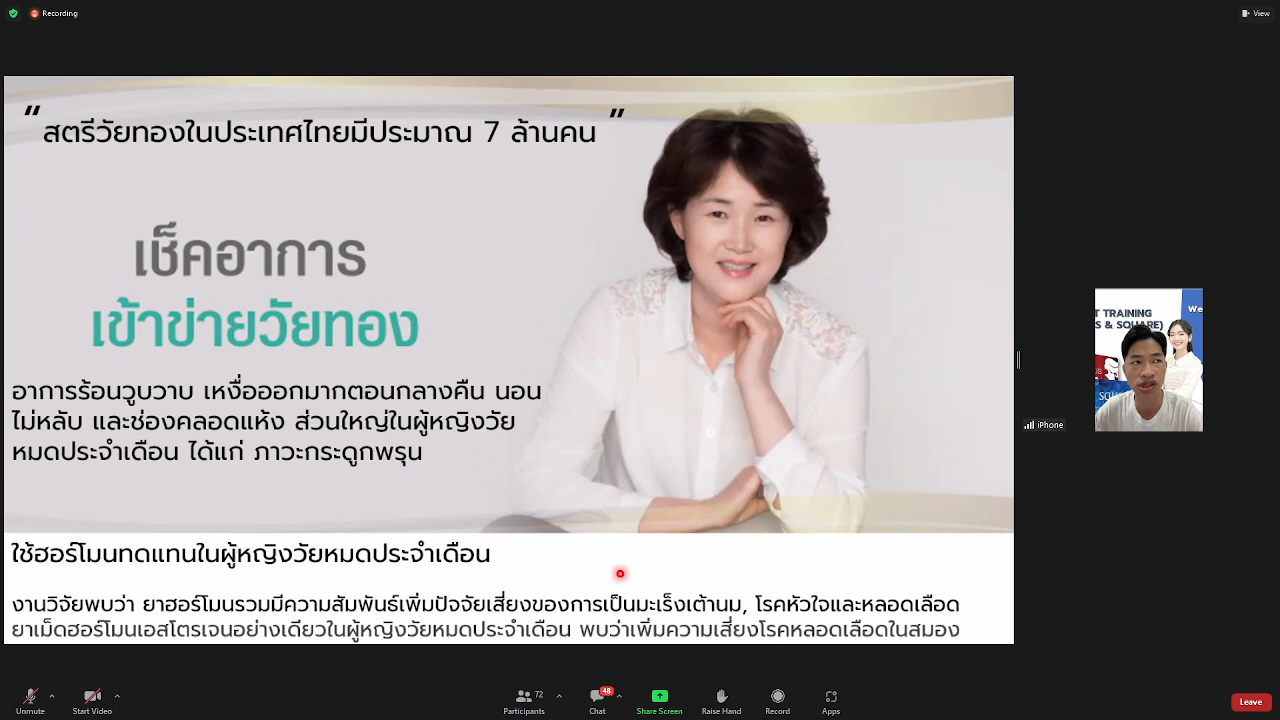 Recording
View
“ สตรีวัยทองในประเทศไทยมีประมาณ 7 ล้านคน ”
เช็คอาการ
เข้าข่ายวัยทอง
อาการร้อนวูบวาบ เหงื่อออกมากตอนกลางคืน นอน
ไม่หลับ และช่องคลอดแห้ง ส่วนใหญ่ในผู้หญิงวัย
หมดประจำเดือน ได้แก่ ภาวะกระดูกพรุน
ใช้ฮอร์โมนทดแทนในผู้หญิงวัยหมดประจำเดือน
งานวิจัยพบว่า ยาฮอร์โมนรวมมีความสัมพันธ์เพิ่มปัจจัยเสี่ยงของการเป็นมะเร็งเต้านม, โรคหัวใจและหลอดเลือด
ยาเม็ดฮอร์โมนเอสโตรเจนอย่างเดียวในผู้หญิงวัยหมดประจำเดือน พบว่าเพิ่มความเสี่ยงโรคหลอดเลือดในสมอง
T TRAINING
S & SQUARE)
We
iPhone
Unmute
Start Video
72
Participants
48
Chat
Share Screen
Raise Hand
Record
Apps
Leave